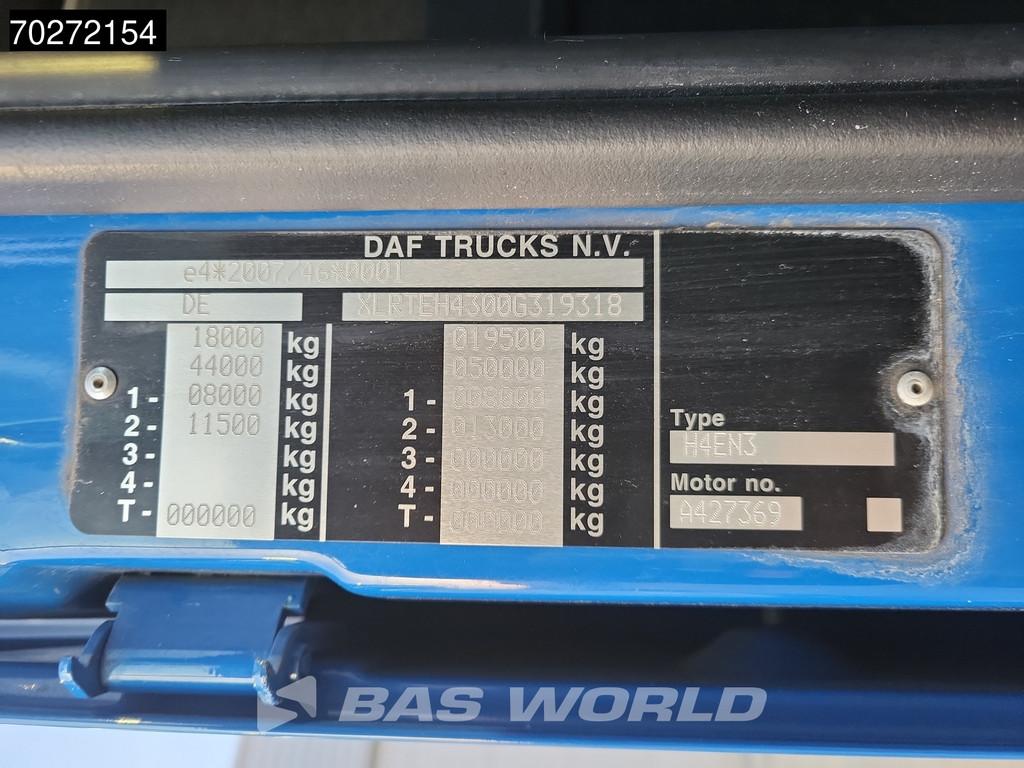 70272154
DAF TRUCKS N.V.
e4*2007/46*0001
DE XLRTEH4300G319318
18000 kg 019500 kg
44000 kg 050000 kg
1- 08000 kg 1- 008000 kg
2- 11500 kg 2- 013000 kg
3- kg 3- 000000 kg
4- kg 4- 000000 kg
T- 000000 kg T- 000000 kg
Type
H4EN3
Motor no.
A427369
BAS WORLD